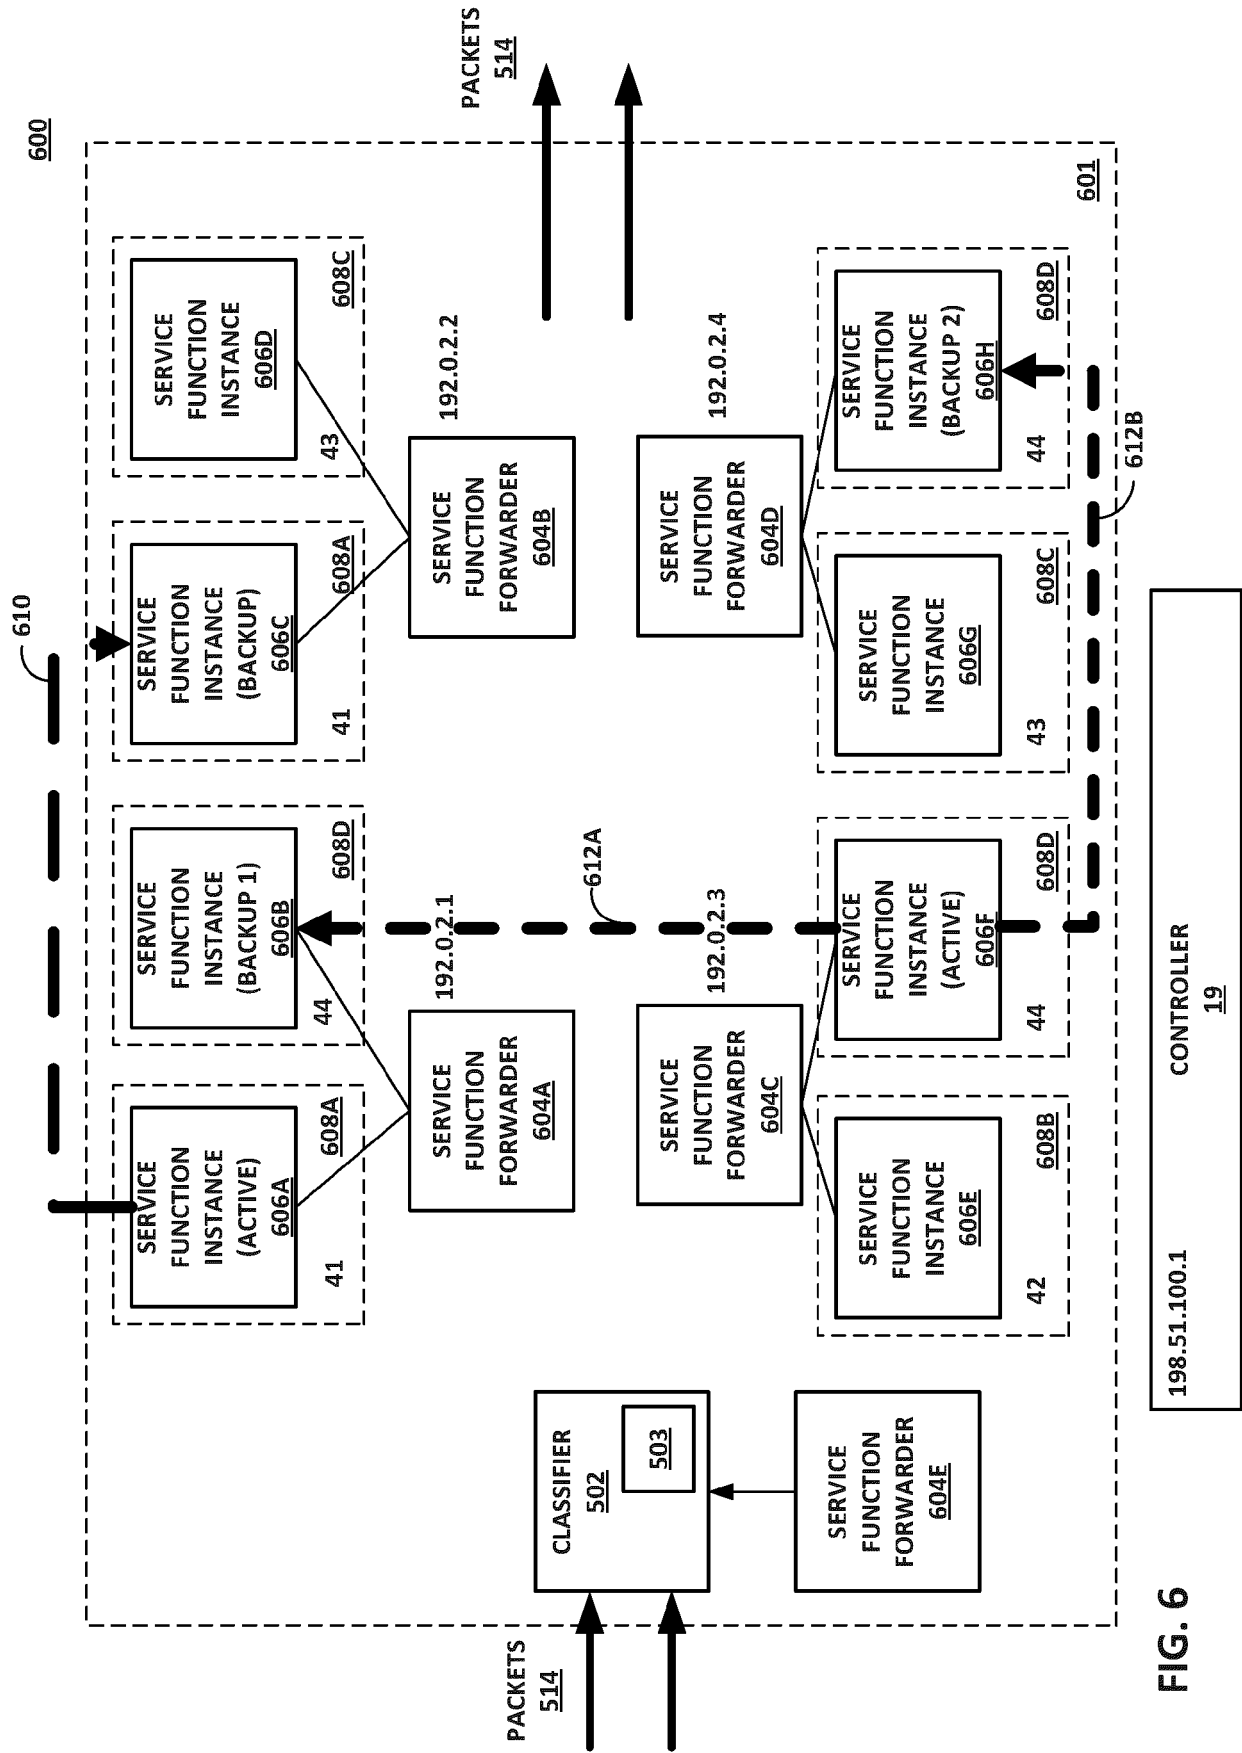 600
610
PACKETS
514
SERVICE
FUNCTION
INSTANCE
(ACTIVE)
606A
41
608A
SERVICE
FUNCTION
INSTANCE
(BACKUP 1)
606B
44
608D
SERVICE
FUNCTION
INSTANCE
(BACKUP)
606C
41
608A
SERVICE
FUNCTION
INSTANCE
606D
43
608C
SERVICE
FUNCTION
FORWARDER
604A
192.0.2.1
SERVICE
FUNCTION
FORWARDER
604B
192.0.2.2
PACKETS
514
CLASSIFIER
502
503
612A
SERVICE
FUNCTION
FORWARDER
604C
192.0.2.3
SERVICE
FUNCTION
FORWARDER
604D
192.0.2.4
SERVICE
FUNCTION
FORWARDER
604E
SERVICE
FUNCTION
INSTANCE
606E
42
608B
SERVICE
FUNCTION
INSTANCE
(ACTIVE)
606F
44
608D
SERVICE
FUNCTION
INSTANCE
606G
43
608C
SERVICE
FUNCTION
INSTANCE
(BACKUP 2)
606H
44
608D
601
612B
198.51.100.1
CONTROLLER
19
FIG. 6